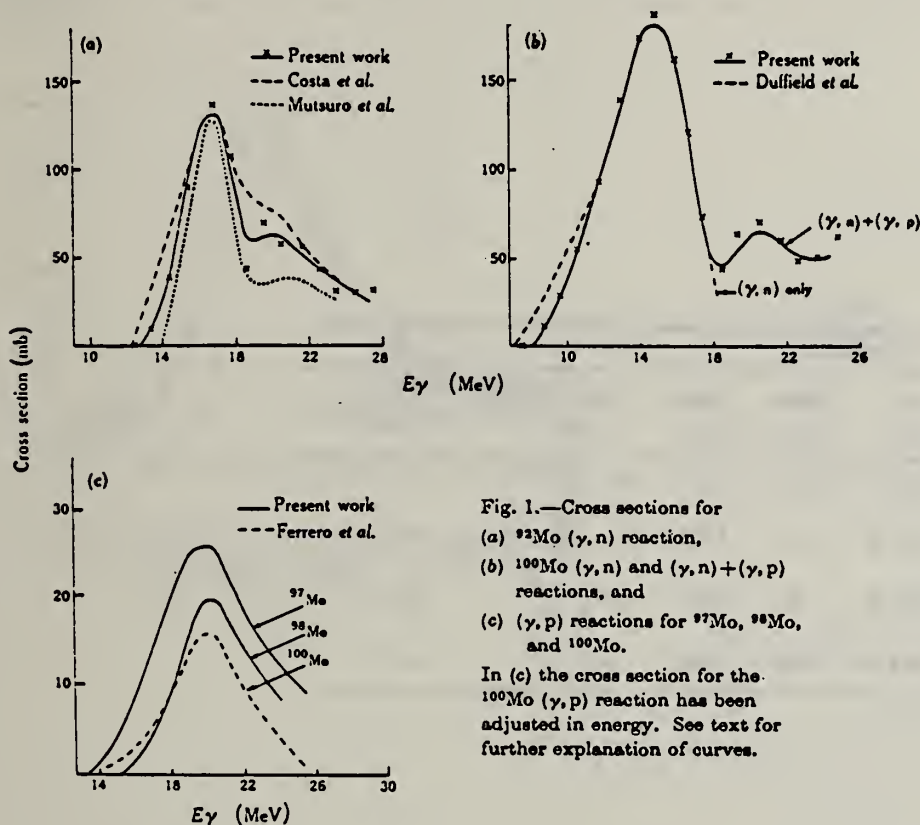 (a)
Present work
Costa et al.
Mutsuro et al.
150
100
50
10
14
18
22
26
(b)
Present work
Duffield et al.
150
100
50
(γ, n)+(γ, p)
(γ, n) only
10
14
18
22
26
Cross section (mb)
Eγ (MeV)
(c)
Present work
Ferrero et al.
30
20
10
⁹⁷Mo
⁹⁸Mo
¹⁰⁰Mo
14
18
22
26
30
Eγ (MeV)
Fig. 1.—Cross sections for
(a) ⁹²Mo (γ, n) reaction,
(b) ¹⁰⁰Mo (γ, n) and (γ, n)+(γ, p)
reactions, and
(c) (γ, p) reactions for ⁹⁷Mo, ⁹⁸Mo,
and ¹⁰⁰Mo.
In (c) the cross section for the
¹⁰⁰Mo (γ, p) reaction has been
adjusted in energy. See text for
further explanation of curves.